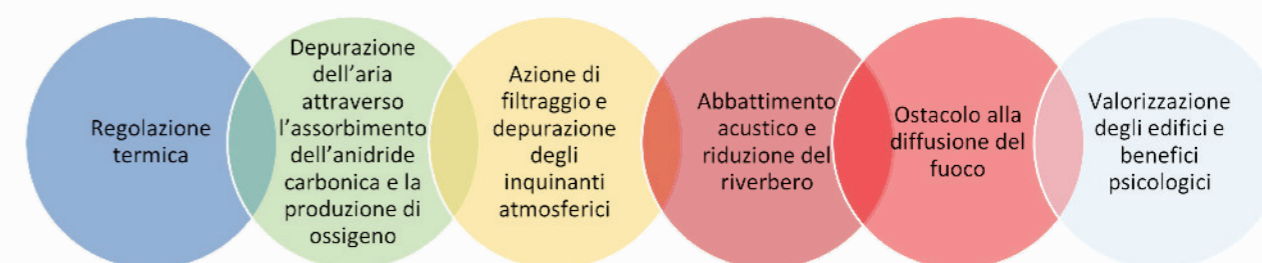 Regolazione
termica
Depurazione
dell'aria
attraverso
l'assorbimento
dell'anidride
carbonica e la
produzione di
ossigeno
Azione di
filtraggio e
depurazione
degli
inquinanti
atmosferici
Abbattimento
acustico e
riduzione del
riverbero
Ostacolo alla
diffusione del
fuoco
Valorizzazione
degli edifici e
benefici
psicologici